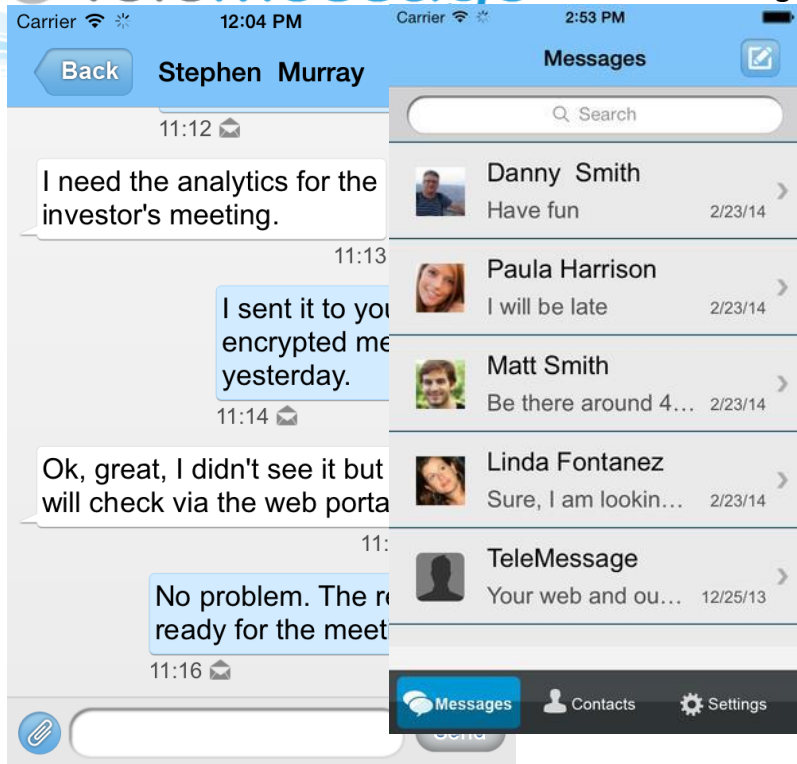 Carrier
12:04 PM
Back
Stephen  Murray
11:12
I need the analytics for the
investor's meeting.
11:13
I sent it to you
encrypted me
yesterday.
11:14
Ok, great, I didn't see it but
will check via the web porta
11:
No problem. The re
ready for the meet
11:16
Send
Carrier
2:53 PM
Messages
Search
Danny  Smith
Have fun
2/23/14
Paula Harrison
I will be late
2/23/14
Matt Smith
Be there around 4...
2/23/14
Linda Fontanez
Sure, I am lookin...
2/23/14
TeleMessage
Your web and ou...
12/25/13
Messages
Contacts
Settings